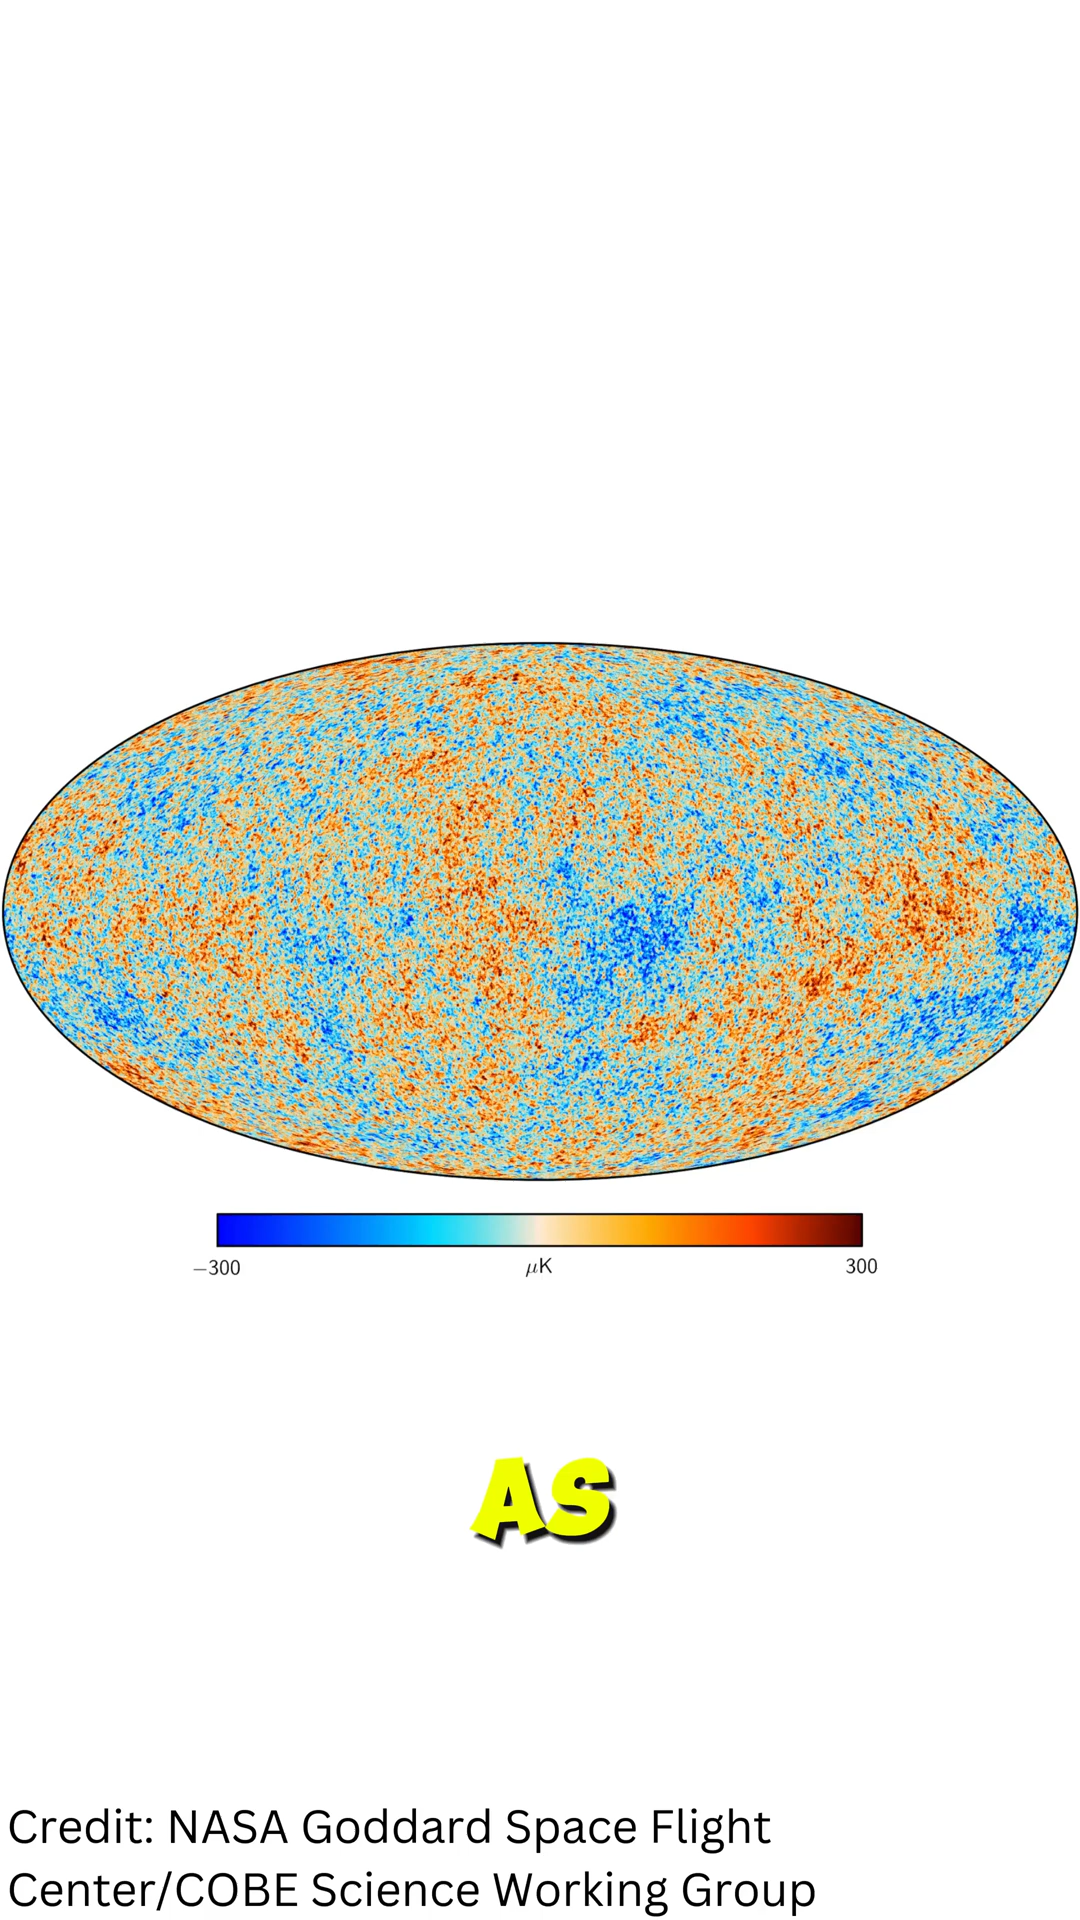 −300 μK 300
AS
Credit: NASA Goddard Space Flight
Center/COBE Science Working Group